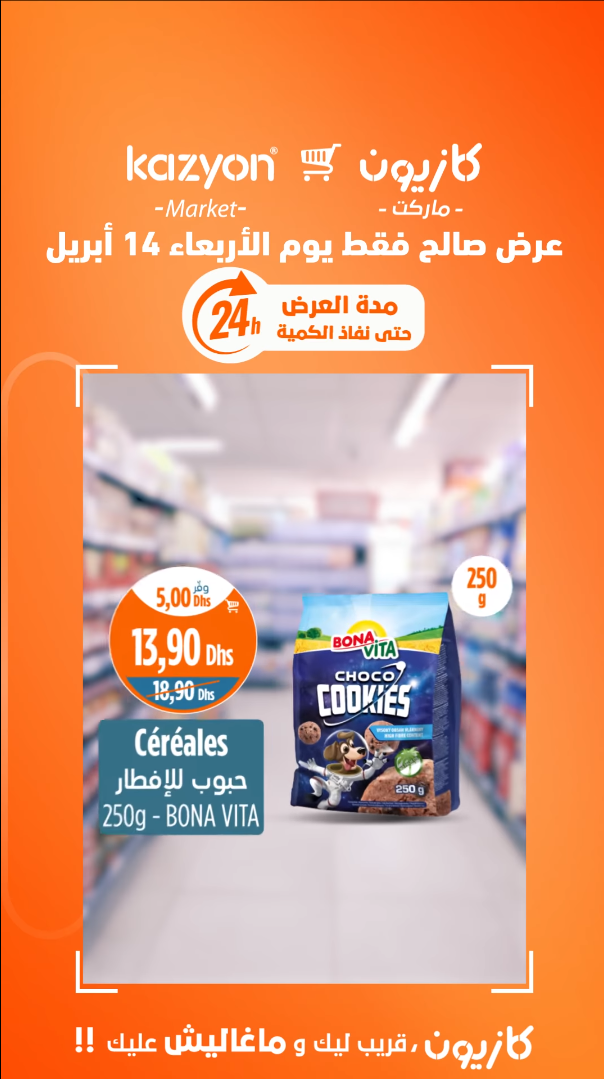 kazyon® كازيون
-Market- - ماركت -
عرض صالح فقط يوم الأربعاء 14 أبريل
24h
مدة العرض
حتى نفاذ الكمية
250
g
وفّر
5,00 Dhs
13,90 Dhs
18,90 Dhs
Céréales
حبوب للإفطار
250g - BONA VITA
BONA
VITA
CHOCO
COOKIES
250 g
كازيون، قريب ليك و ماغاليش عليك !!